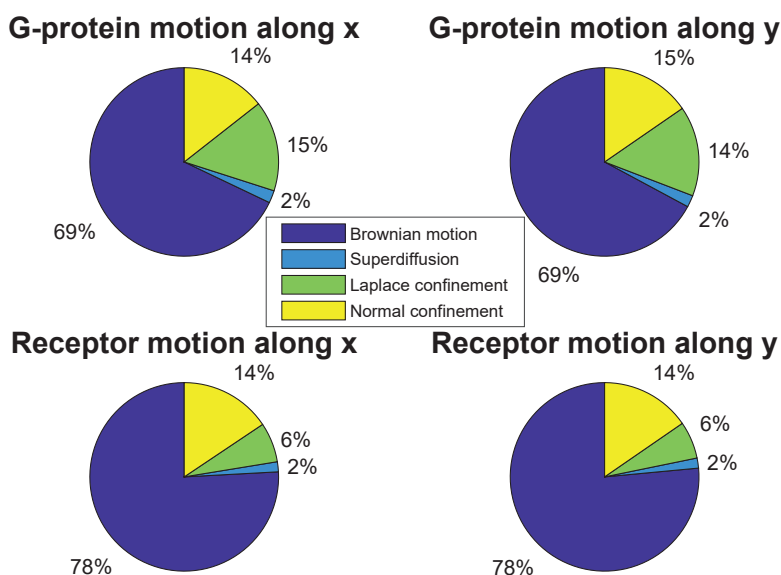 G-protein motion along x
14%
15%
2%
69%
G-protein motion along y
15%
14%
2%
69%
Brownian motion
Superdiffusion
Laplace confinement
Normal confinement
Receptor motion along x
14%
6%
2%
78%
Receptor motion along y
14%
6%
2%
78%